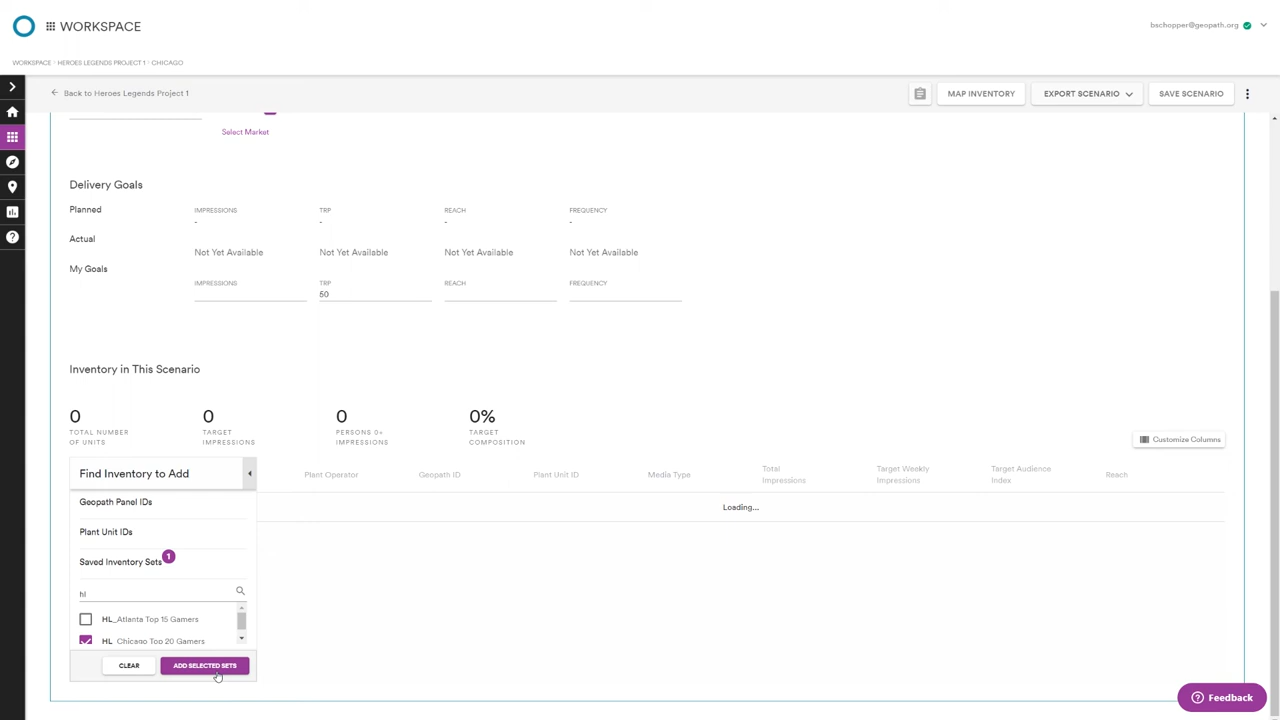 WORKSPACE
bschopper@geopath.org
WORKSPACE > HEROES LEGENDS PROJECT 1 > CHICAGO
Back to Heroes Legends Project 1
MAP INVENTORY
EXPORT SCENARIO
SAVE SCENARIO
Select Market
Delivery Goals
Planned
IMPRESSIONS TRP REACH FREQUENCY
- - - -
Actual
Not Yet Available Not Yet Available Not Yet Available Not Yet Available
My Goals
IMPRESSIONS TRP REACH FREQUENCY
50
Inventory in This Scenario
0 0 0 0%
TOTAL NUMBER OF UNITS
TARGET IMPRESSIONS
PERSONS 0+ IMPRESSIONS
TARGET COMPOSITION
Customize Columns
Find Inventory to Add
Plant Operator Geopath ID Plant Unit ID Media Type Total Impressions Target Weekly Impressions Target Audience Index Reach
Geopath Panel IDs
Loading...
Plant Unit IDs
Saved Inventory Sets 1
hl
HL_Atlanta Top 15 Gamers
HL_Chicago Top 20 Gamers
CLEAR
ADD SELECTED SETS
Feedback